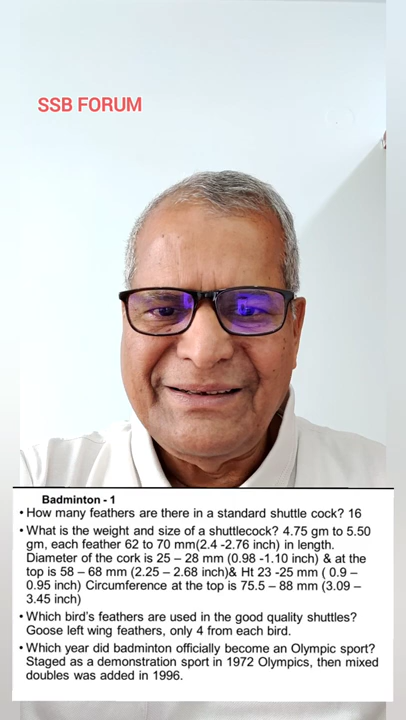 SSB FORUM
Badminton - 1
• How many feathers are there in a standard shuttle cock? 16
• What is the weight and size of a shuttlecock? 4.75 gm to 5.50
gm, each feather 62 to 70 mm(2.4 -2.76 inch) in length.
Diameter of the cork is 25 – 28 mm (0.98 -1.10 inch) & at the
top is 58 – 68 mm (2.25 – 2.68 inch)& Ht 23 -25 mm ( 0.9 –
0.95 inch) Circumference at the top is 75.5 – 88 mm (3.09 –
3.45 inch)
• Which bird's feathers are used in the good quality shuttles?
Goose left wing feathers, only 4 from each bird.
• Which year did badminton officially become an Olympic sport?
Staged as a demonstration sport in 1972 Olympics, then mixed
doubles was added in 1996.